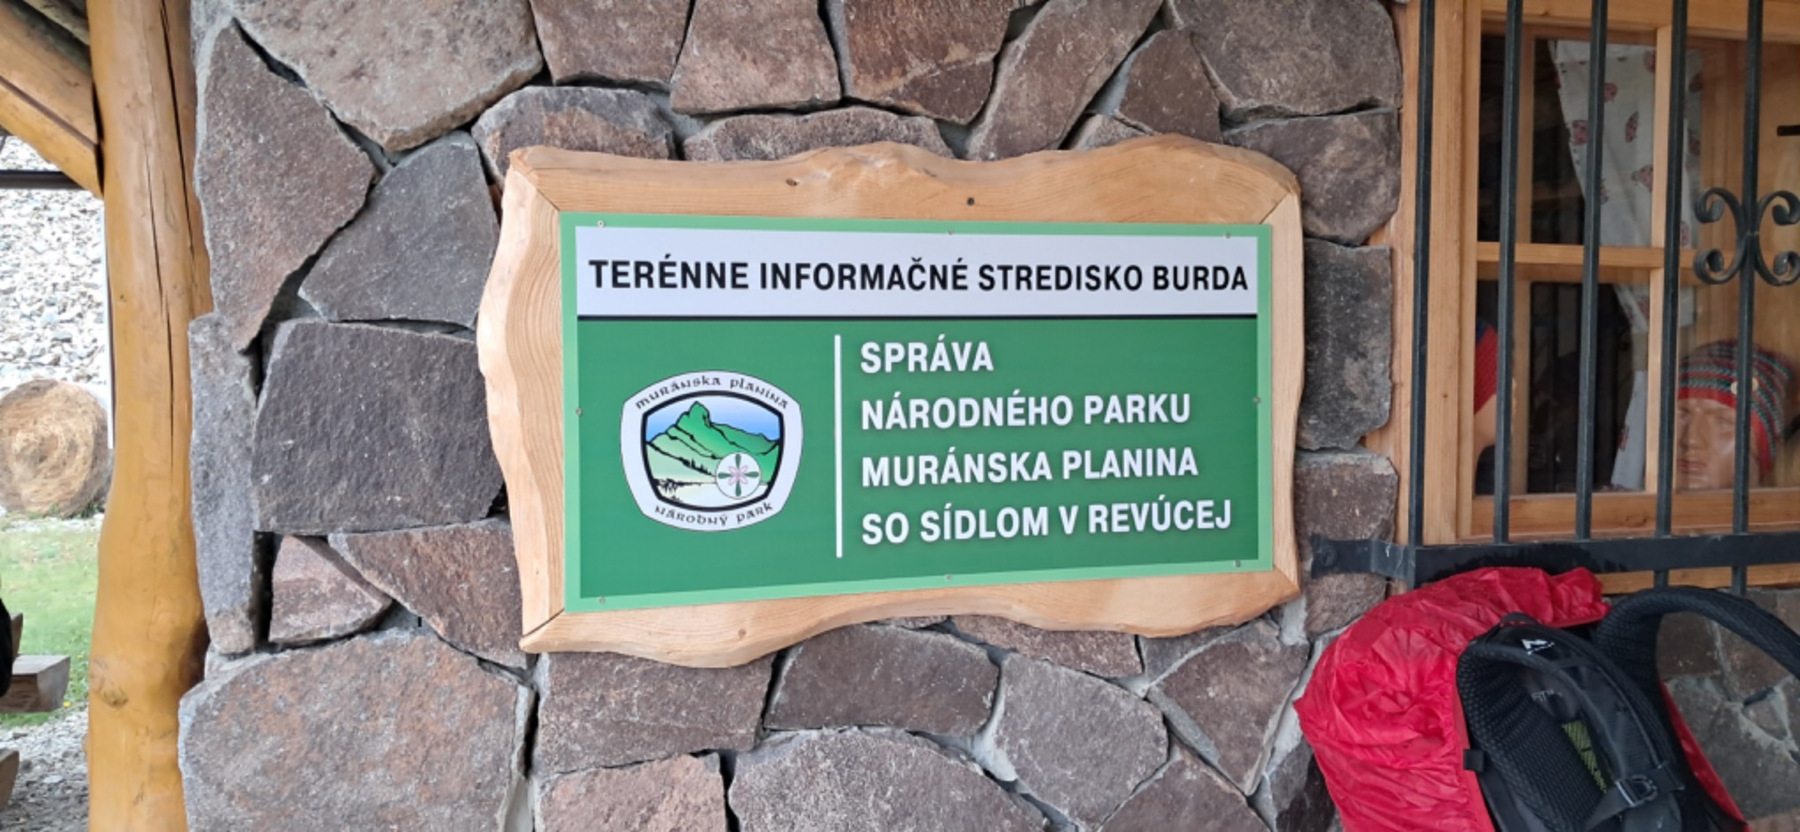 TERÉNNE INFORMAČNÉ STREDISKO BURDA
muránska planina
národný park
SPRÁVA
NÁRODNÉHO PARKU
MURÁNSKA PLANINA
SO SÍDLOM V REVÚCEJ